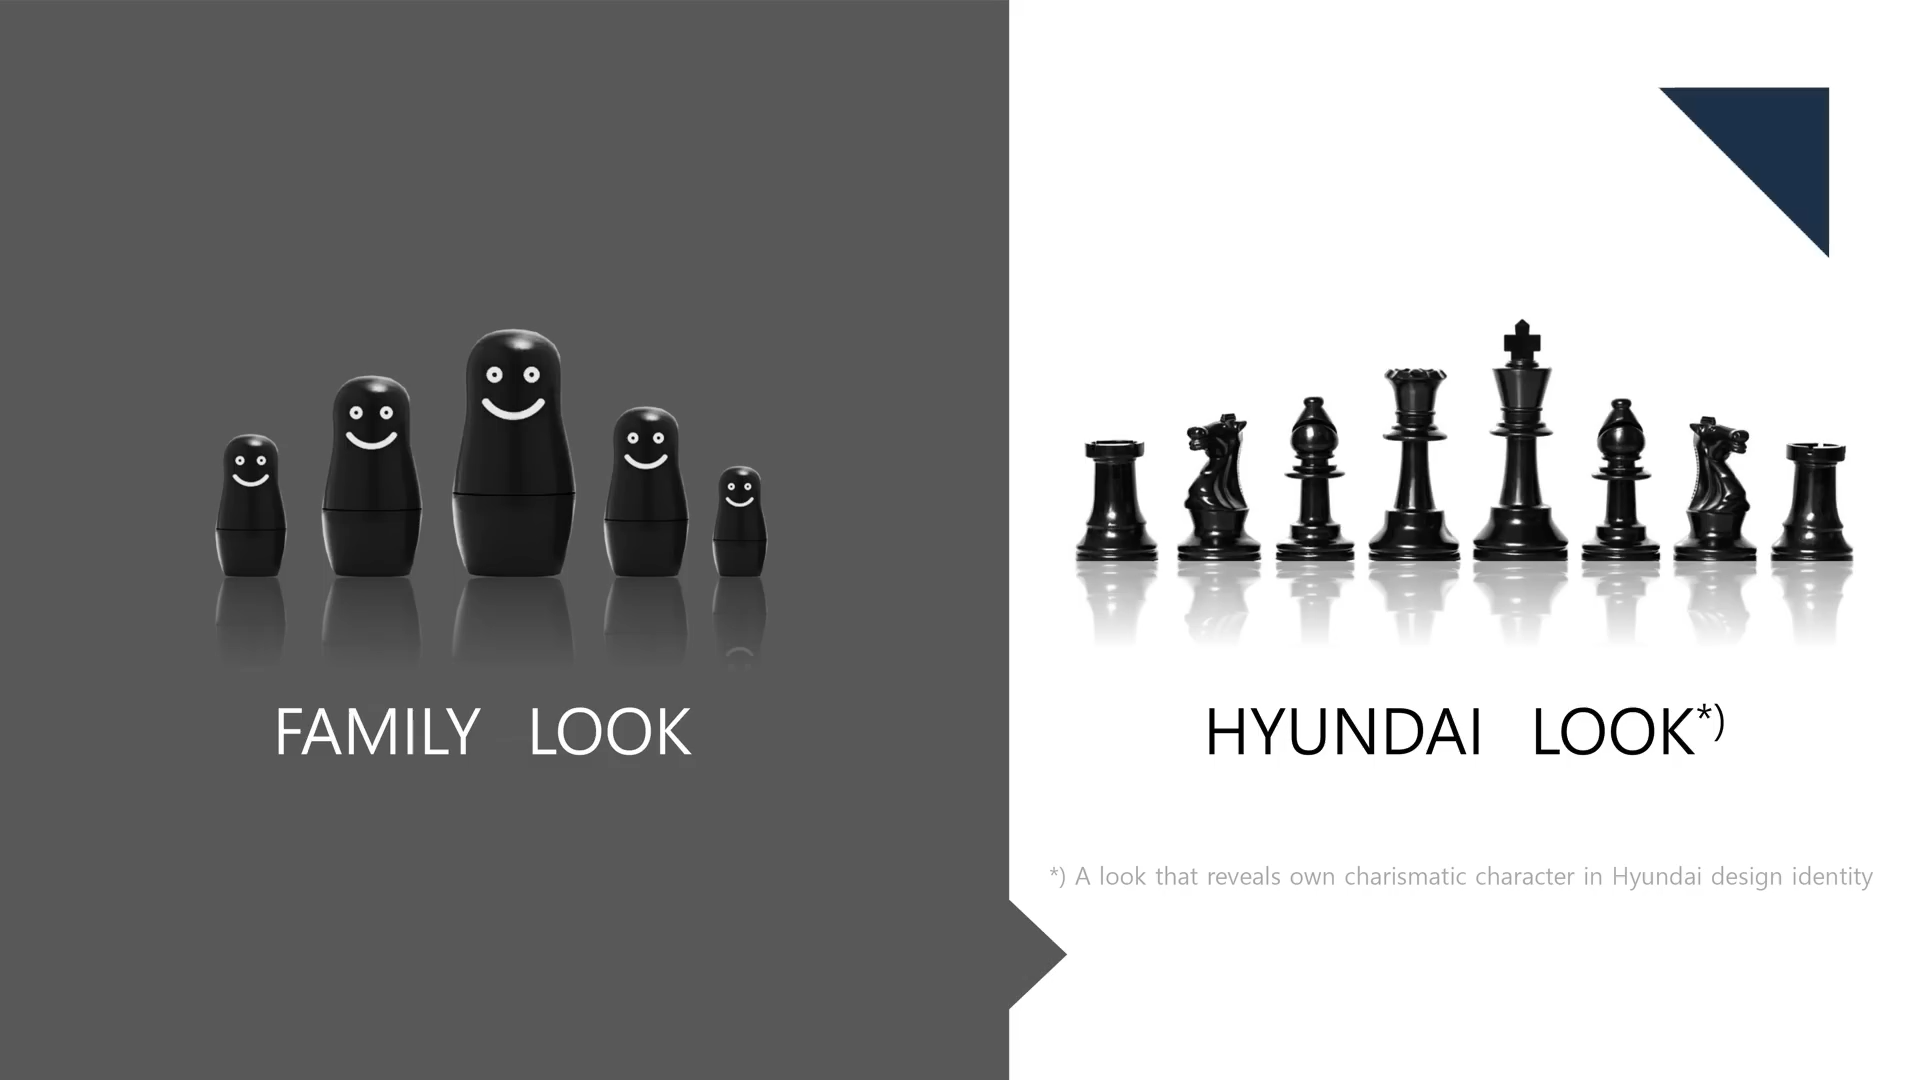 FAMILY LOOK
HYUNDAI LOOK*)
*) A look that reveals own charismatic character in Hyundai design identity